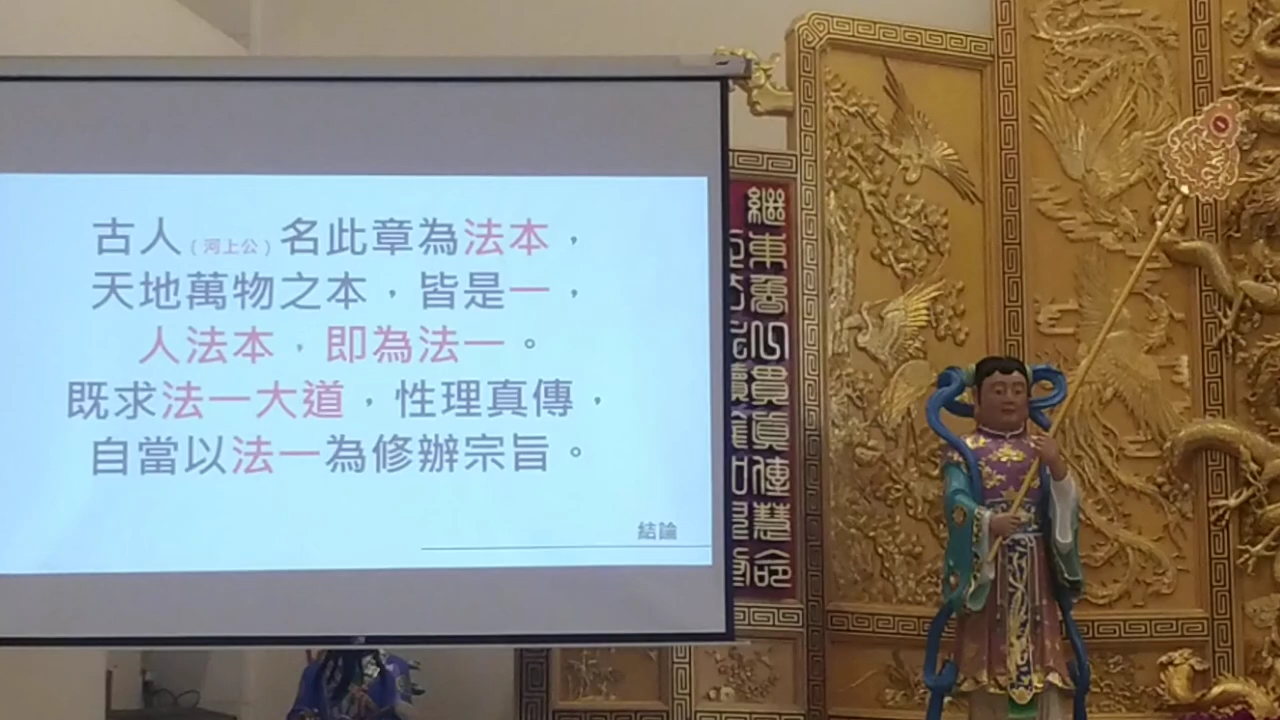 古人（河上公）名此章為法本，
天地萬物之本，皆是一，
人法本，即為法一。
既求法一大道，性理真傳，
自當以法一為修辦宗旨。
結論